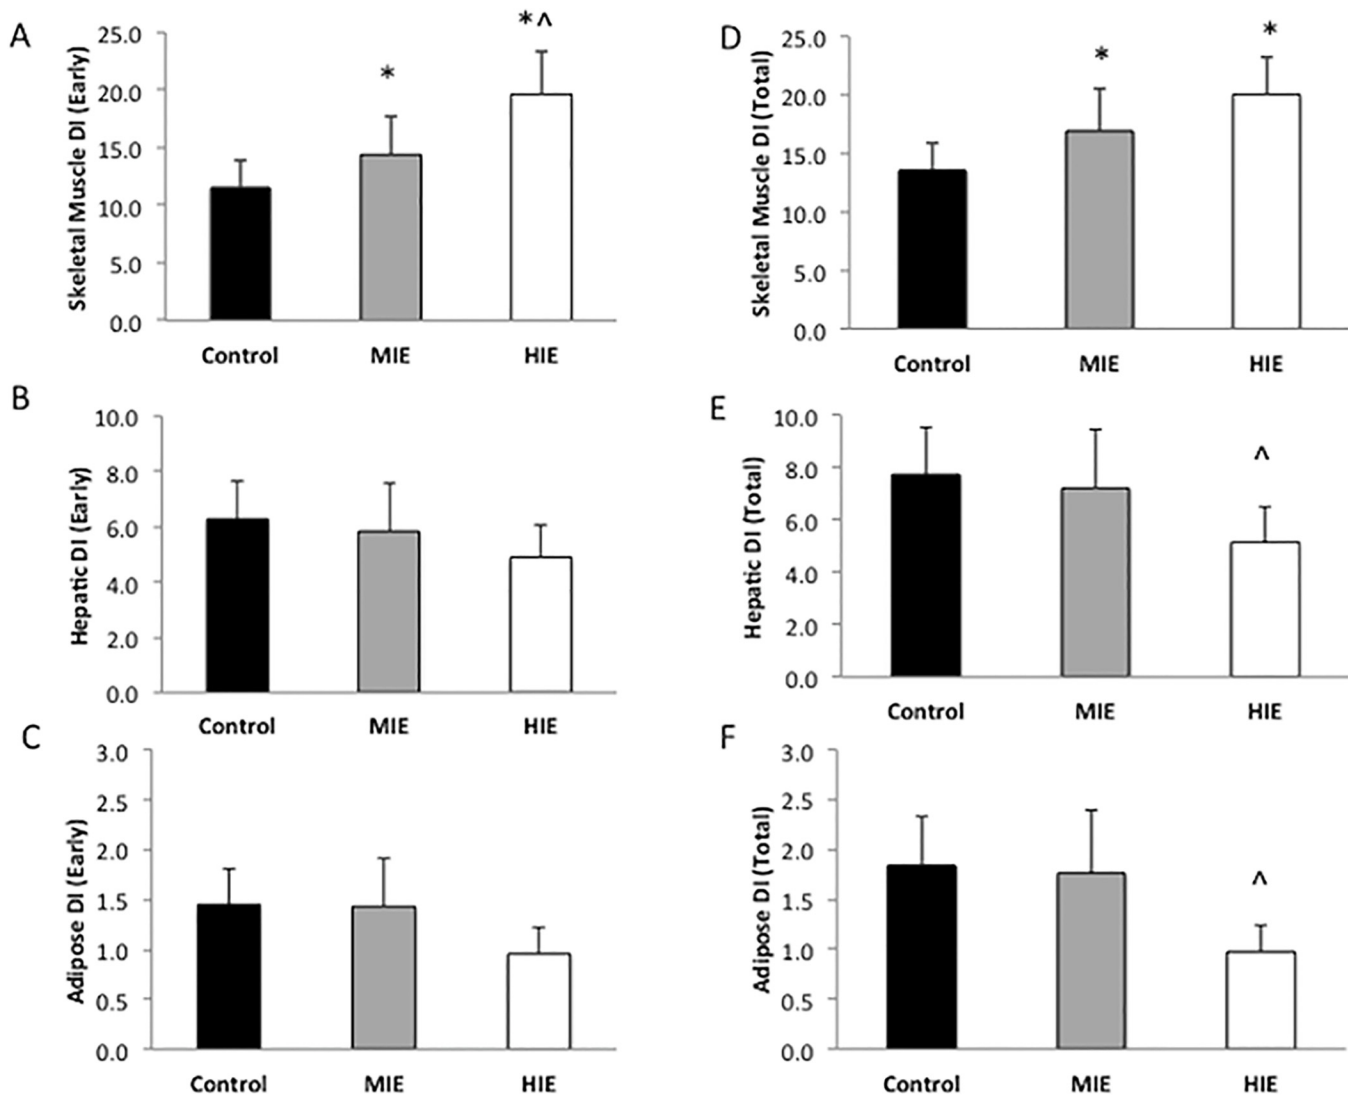 A
Skeletal Muscle DI (Early)
25.0
20.0
15.0
10.0
5.0
0.0
*
*^
Control MIE HIE
D
Skeletal Muscle DI (Total)
25.0
20.0
15.0
10.0
5.0
0.0
*
*
Control MIE HIE
B
Hepatic DI (Early)
10.0
8.0
6.0
4.0
2.0
0.0
Control MIE HIE
E
Hepatic DI (Total)
10.0
8.0
6.0
4.0
2.0
0.0
^
Control MIE HIE
C
Adipose DI (Early)
3.0
2.5
2.0
1.5
1.0
0.5
0.0
Control MIE HIE
F
Adipose DI (Total)
3.0
2.5
2.0
1.5
1.0
0.5
0.0
^
Control MIE HIE